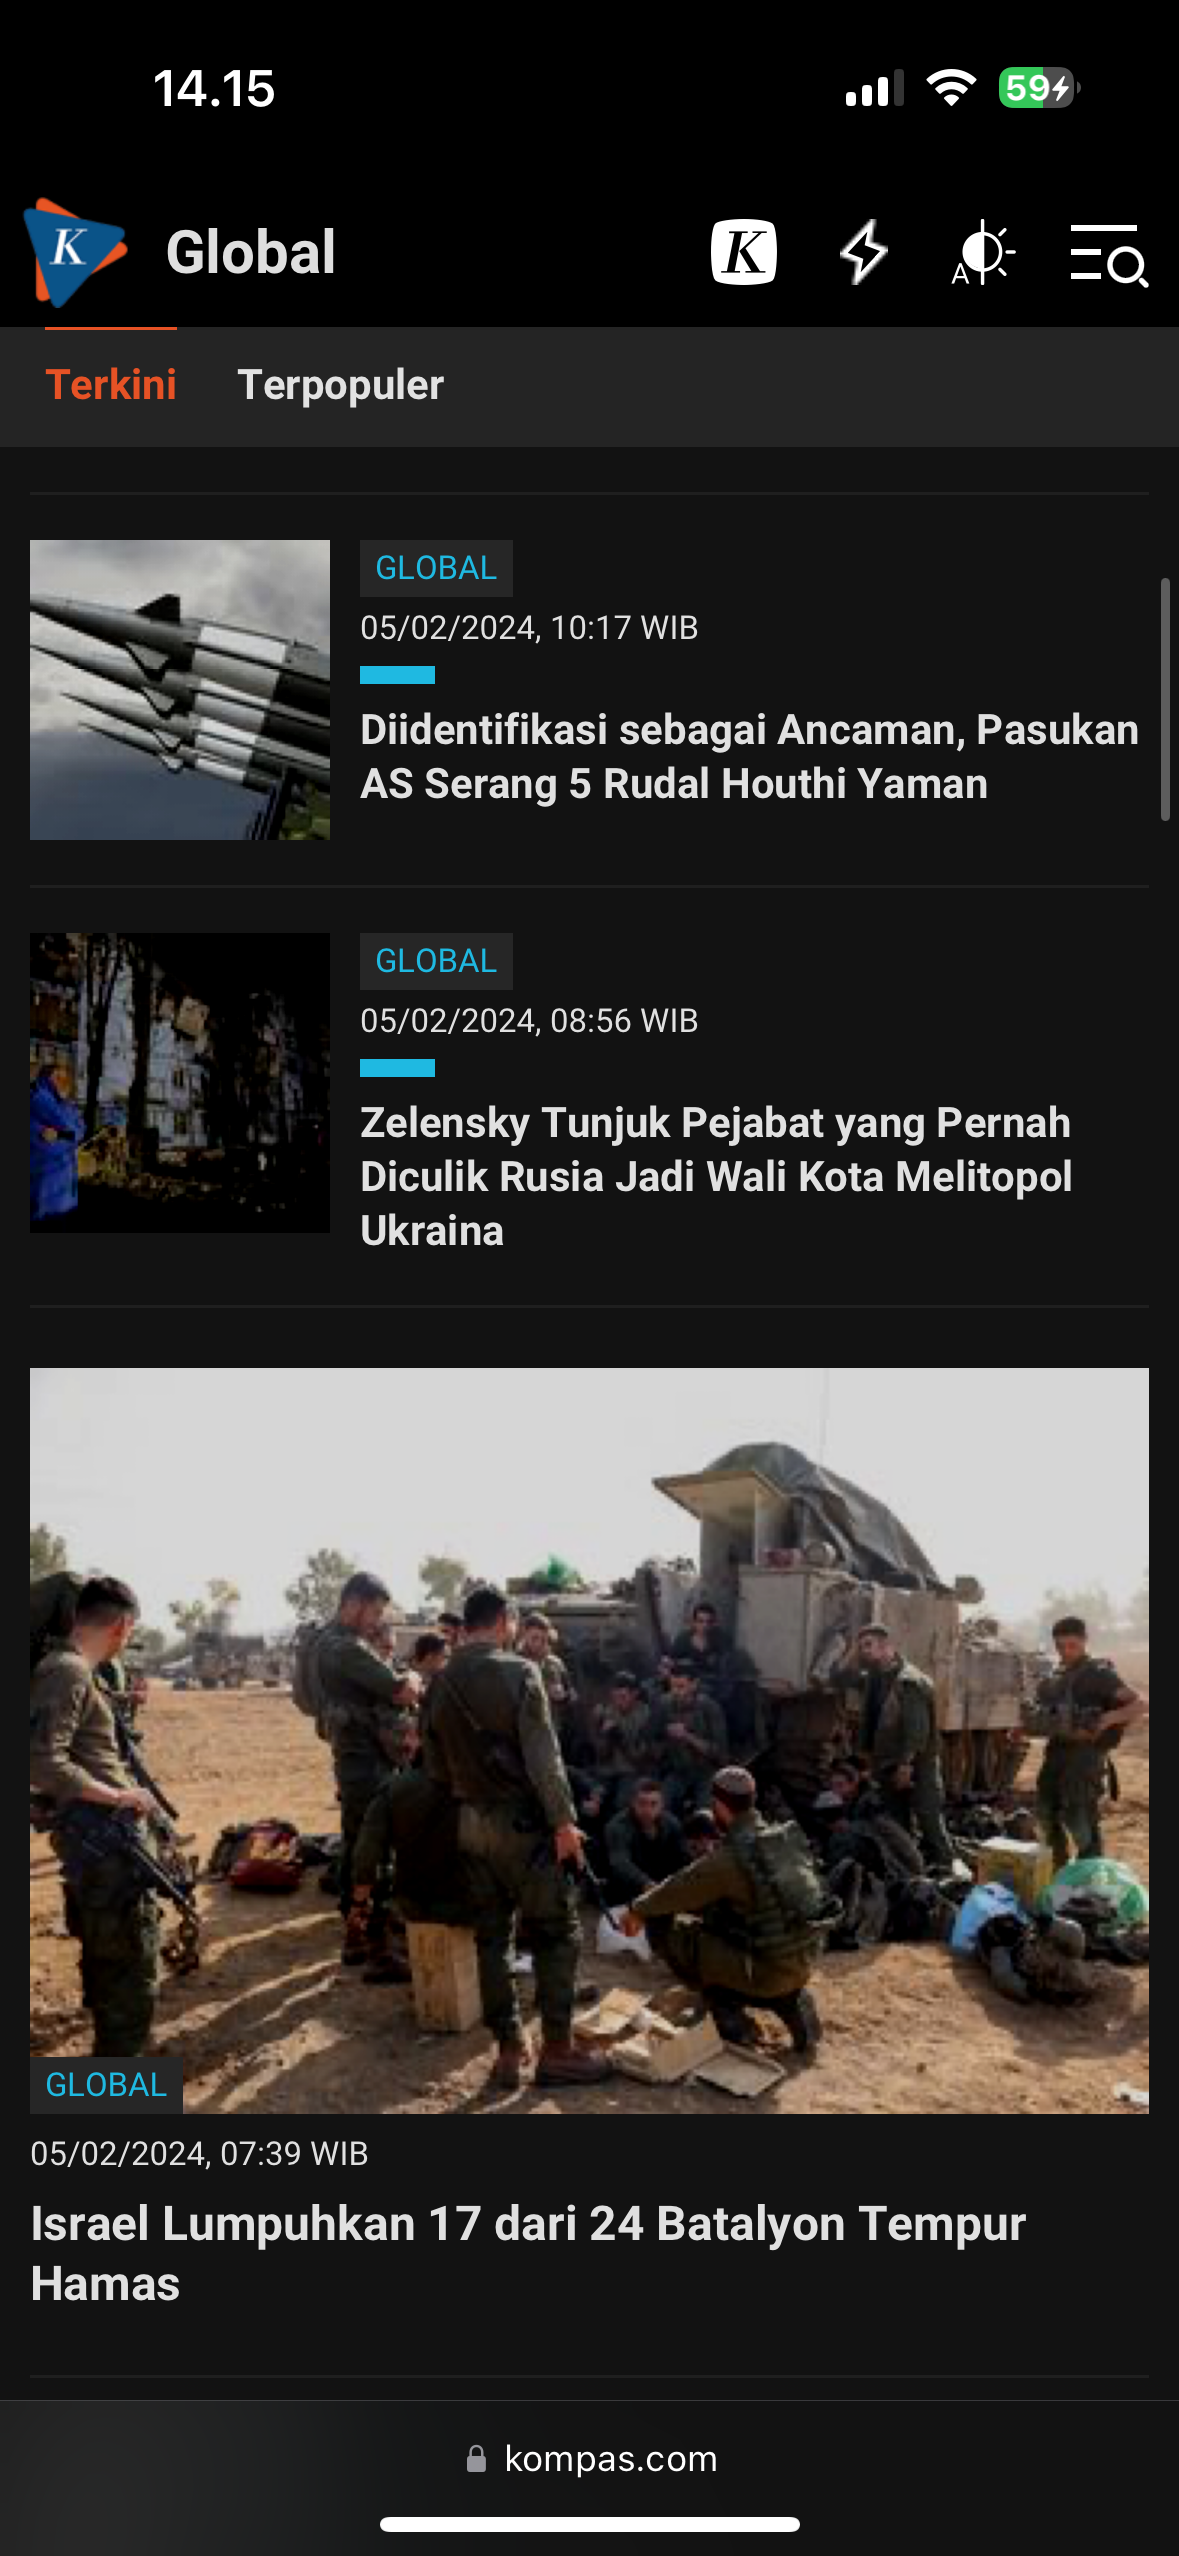 14.15
59
K
Global
K
A
Terkini
Terpopuler
GLOBAL
05/02/2024, 10:17 WIB
Diidentifikasi sebagai Ancaman, Pasukan
AS Serang 5 Rudal Houthi Yaman
GLOBAL
05/02/2024, 08:56 WIB
Zelensky Tunjuk Pejabat yang Pernah
Diculik Rusia Jadi Wali Kota Melitopol
Ukraina
GLOBAL
05/02/2024, 07:39 WIB
Israel Lumpuhkan 17 dari 24 Batalyon Tempur
Hamas
kompas.com